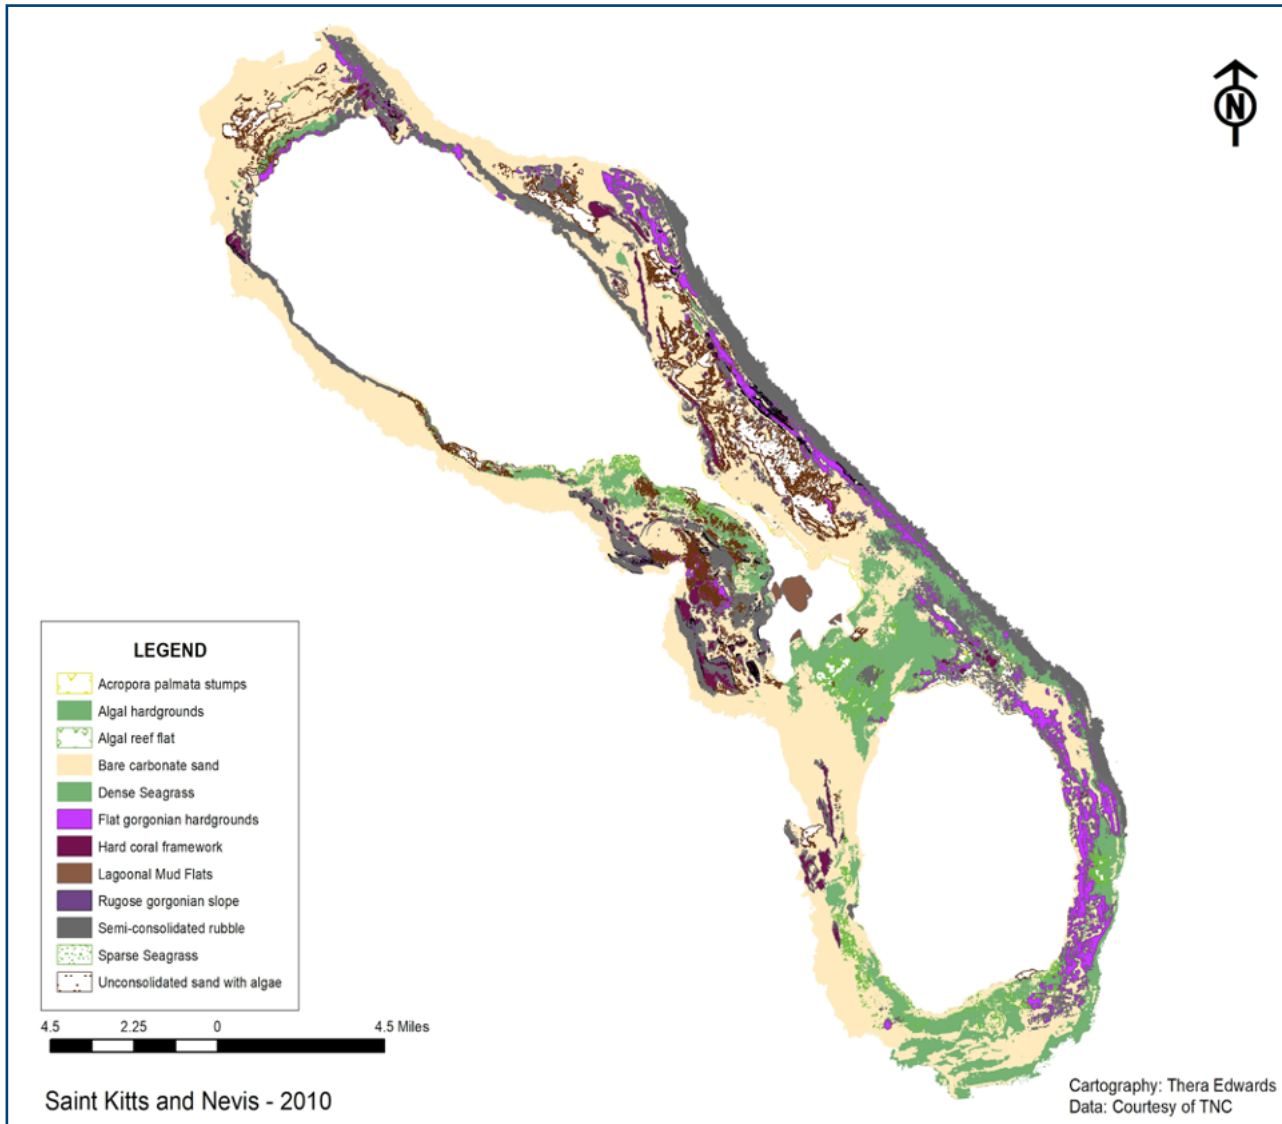 N
LEGEND
Acropora palmata stumps
Algal hardgrounds
Algal reef flat
Bare carbonate sand
Dense Seagrass
Flat gorgonian hardgrounds
Hard coral framework
Lagoonal Mud Flats
Rugose gorgonian slope
Semi-consolidated rubble
Sparse Seagrass
Unconsolidated sand with algae
4.5 2.25 0 4.5 Miles
Saint Kitts and Nevis - 2010
Cartography: Thera Edwards
Data: Courtesy of TNC